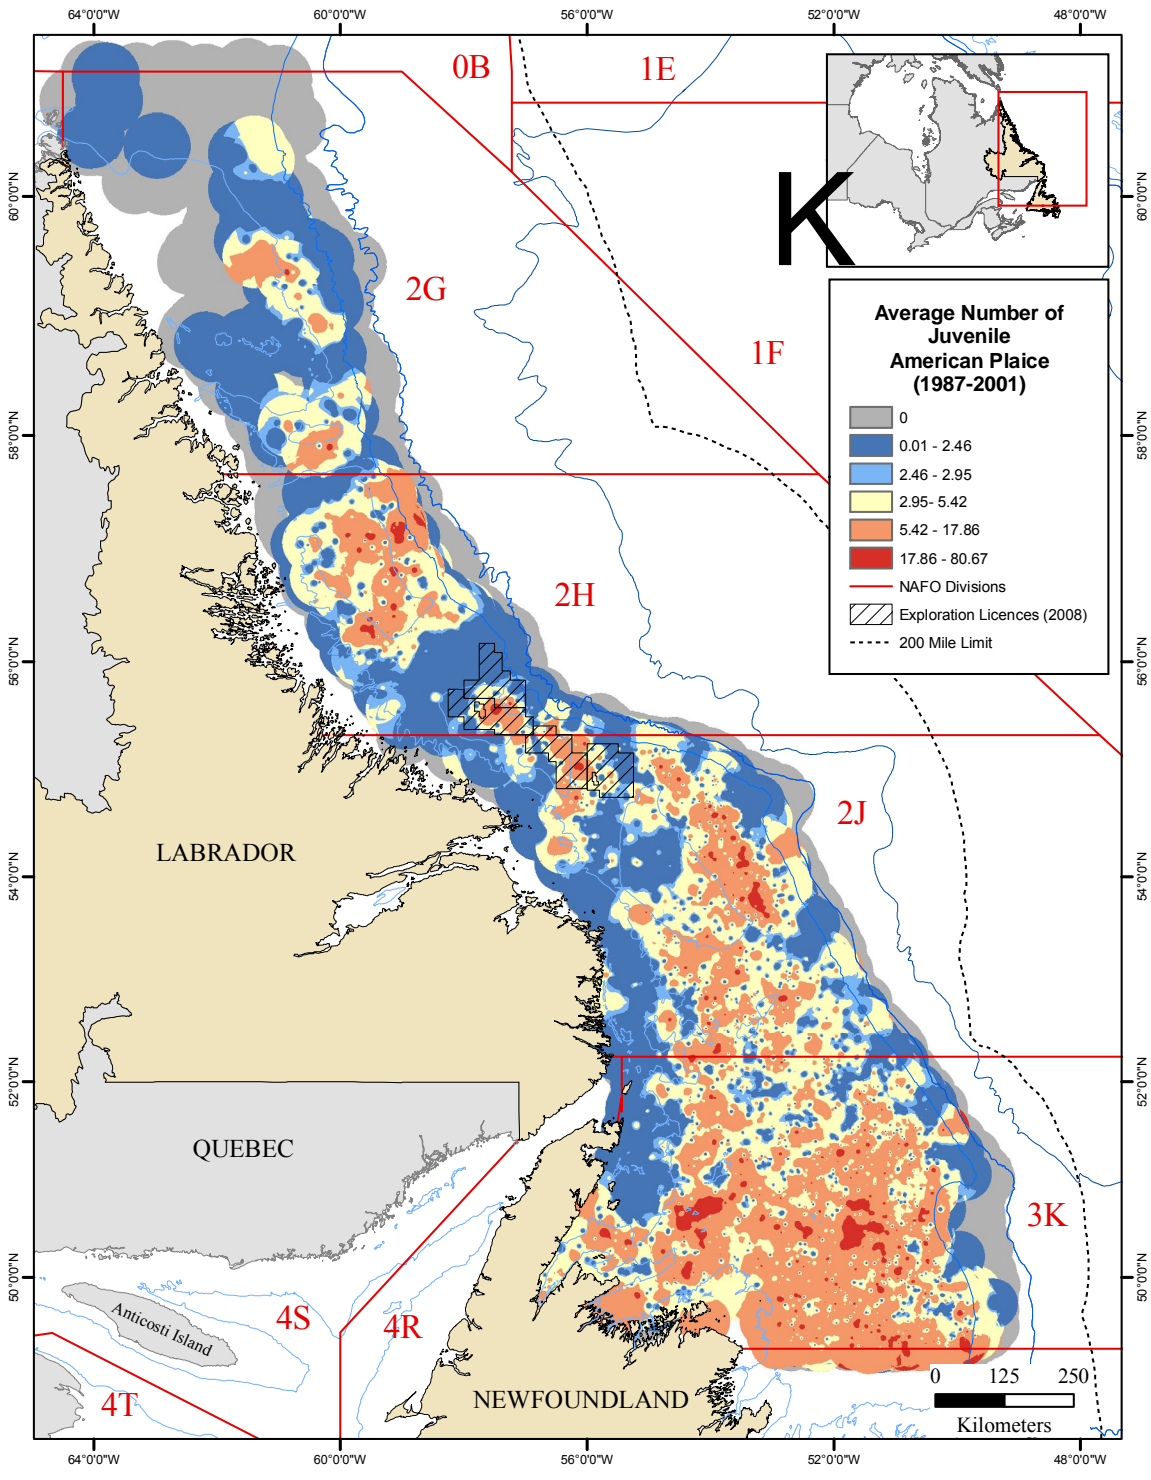 64°0'0"W 60°0'0"W 56°0'0"W 52°0'0"W 48°0'0"W
0B
1E
K
60°0'0"N
60°0'0"N
2G
1F
Average Number of
Juvenile
American Plaice
(1987-2001)
0
0.01 - 2.46
2.46 - 2.95
2.95- 5.42
5.42 - 17.86
17.86 - 80.67
NAFO Divisions
Exploration Licences (2008)
200 Mile Limit
58°0'0"N
58°0'0"N
2H
56°0'0"N
56°0'0"N
2J
LABRADOR
54°0'0"N
54°0'0"N
52°0'0"N
52°0'0"N
QUEBEC
3K
50°0'0"N
50°0'0"N
Anticosti Island
4S
4R
4T
NEWFOUNDLAND
0 125 250
Kilometers
64°0'0"W 60°0'0"W 56°0'0"W 52°0'0"W 48°0'0"W